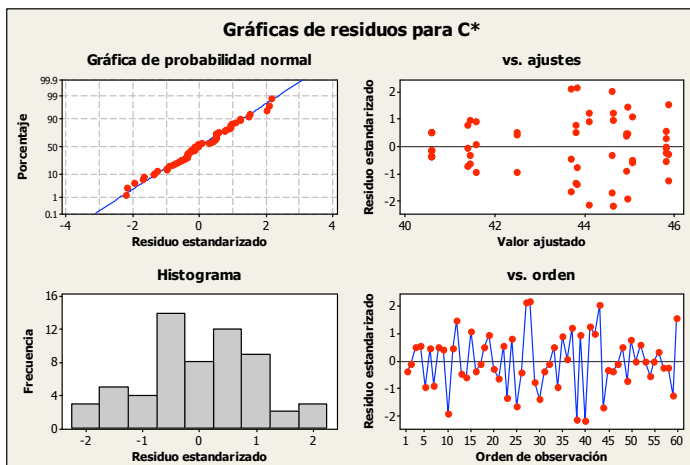 Gráficas de residuos para C*
Gráfica de probabilidad normal
Porcentaje
99.9
99
90
50
10
1
0.1
-4 -2 0 2 4
Residuo estandarizado
vs. ajustes
Residuo estandarizado
2
1
0
-1
-2
40 42 44 46
Valor ajustado
Histograma
Frecuencia
16
12
8
4
0
-2 -1 0 1 2
Residuo estandarizado
vs. orden
Residuo estandarizado
2
1
0
-1
-2
1 5 10 15 20 25 30 35 40 45 50 55 60
Orden de observación